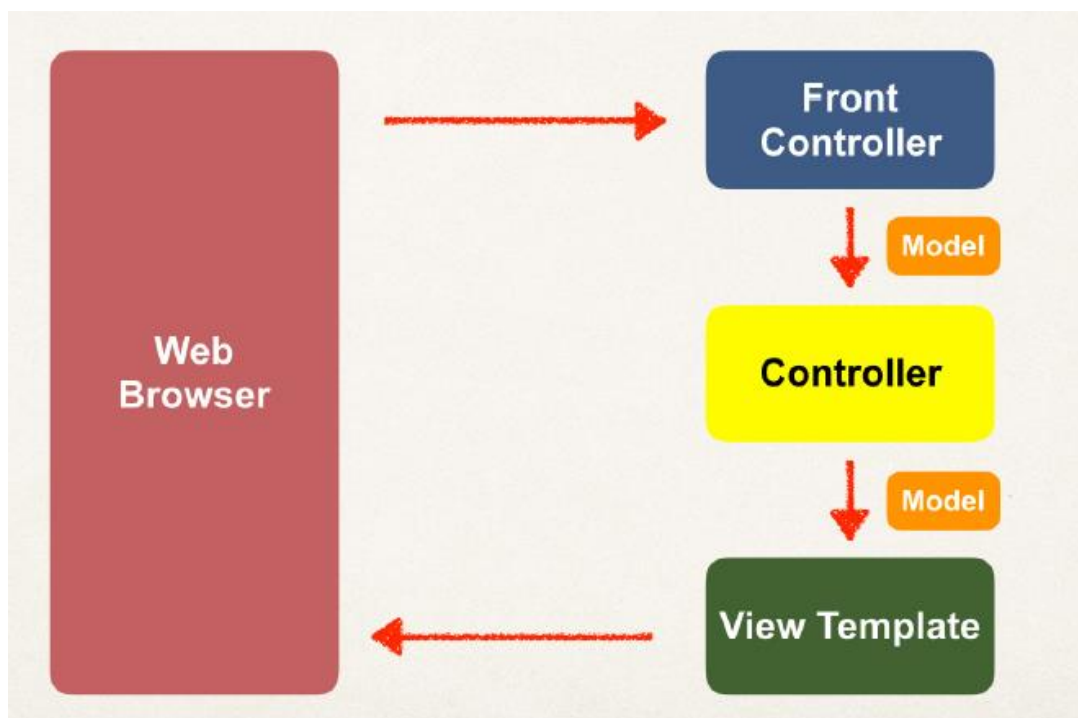 Front
Controller
Model
Web
Browser
Controller
Model
View Template